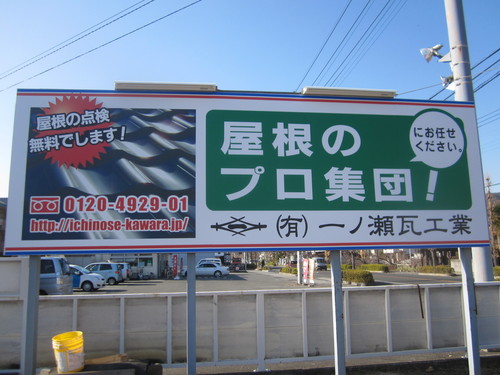 屋根の点検
無料でします!
0120-4929-01
http://ichinose-kawara.jp/
屋根の
プロ集団!
にお任せ
ください。
(有)一ノ瀬瓦工業